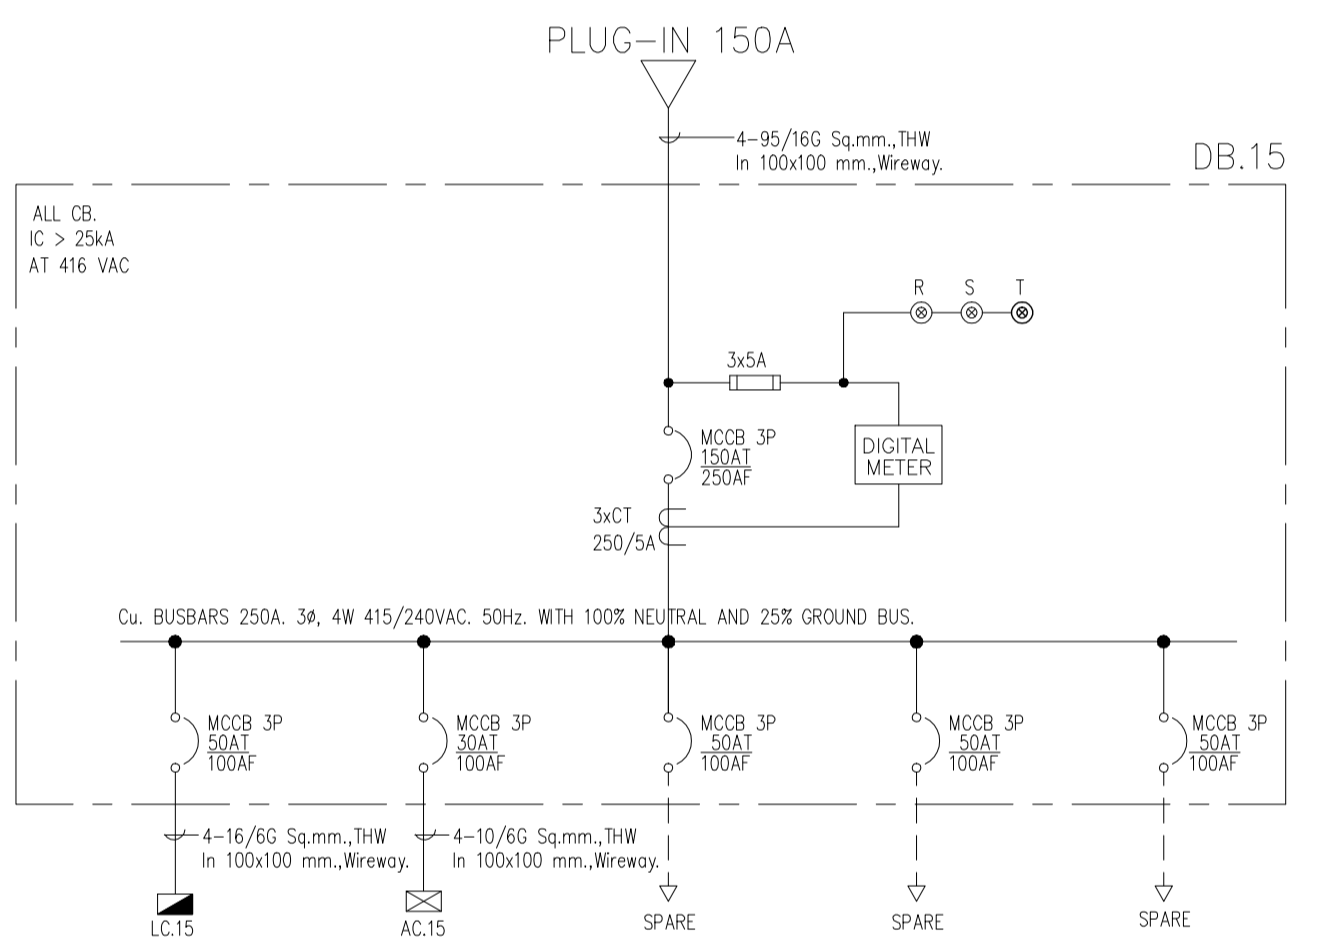 PLUG-IN 150A
4-95/16G Sq.mm.,THW
In 100x100 mm.,Wireway.
DB.15
ALL CB.
IC > 25kA
AT 416 VAC
R S T
3x5A
MCCB 3P
150AT
250AF
DIGITAL
METER
3xCT
250/5A
Cu. BUSBARS 250A. 3ø, 4W 415/240VAC. 50Hz. WITH 100% NEUTRAL AND 25% GROUND BUS.
MCCB 3P
50AT
100AF
MCCB 3P
30AT
100AF
MCCB 3P
50AT
100AF
MCCB 3P
50AT
100AF
MCCB 3P
50AT
100AF
4-16/6G Sq.mm.,THW
In 100x100 mm.,Wireway.
4-10/6G Sq.mm.,THW
In 100x100 mm.,Wireway.
LC.15
AC.15
SPARE
SPARE
SPARE